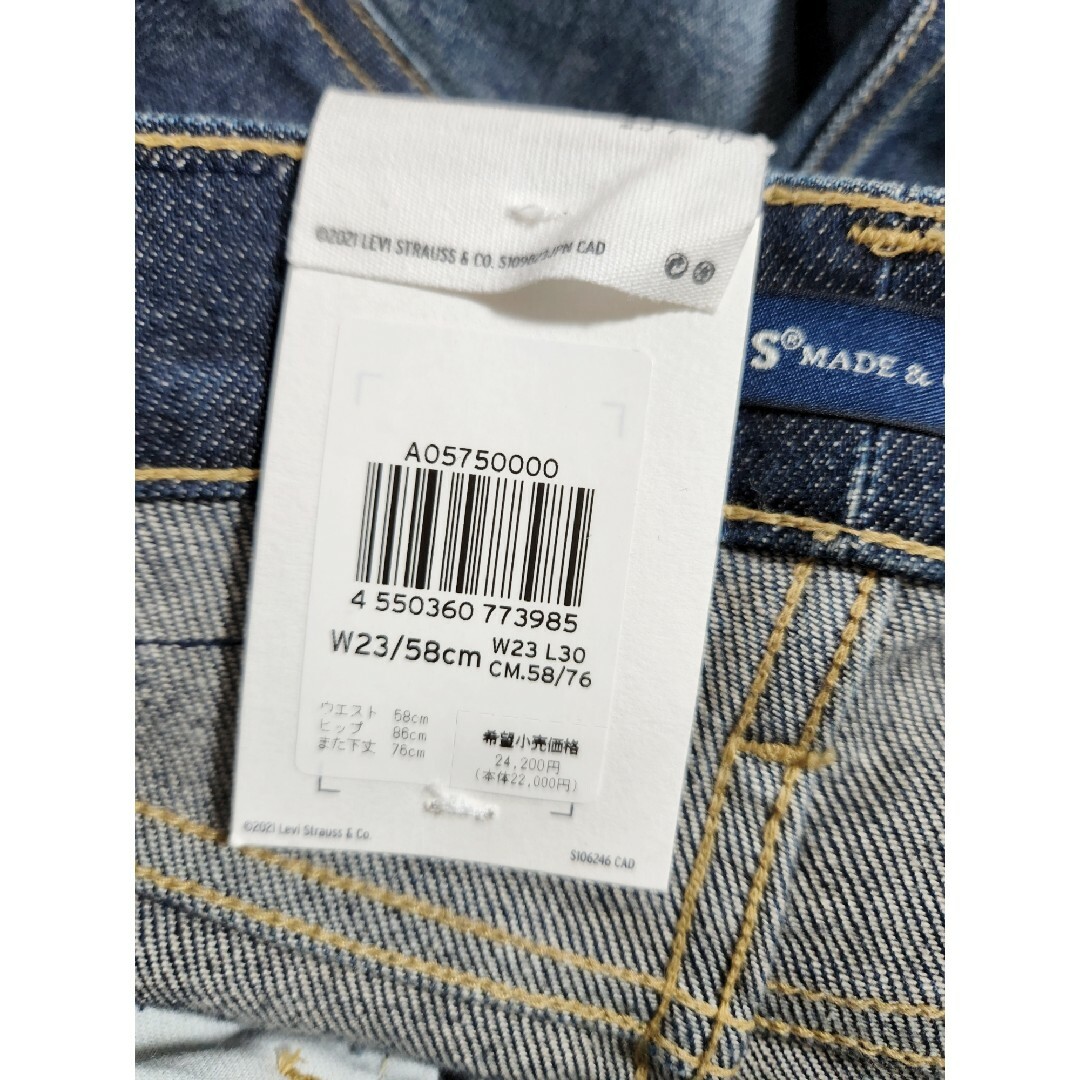 ©2021 LEVI STRAUSS & CO. CAD
S® MADE &
A05750000
4 550360 773985
W23/58cm
W23 L30
CM.58/76
ウエスト 58cm
ヒップ 86cm
また下丈 76cm
希望小売価格
24,200円
(本体22,000円)
©2021 Levi Strauss & Co.
S106246 CAD